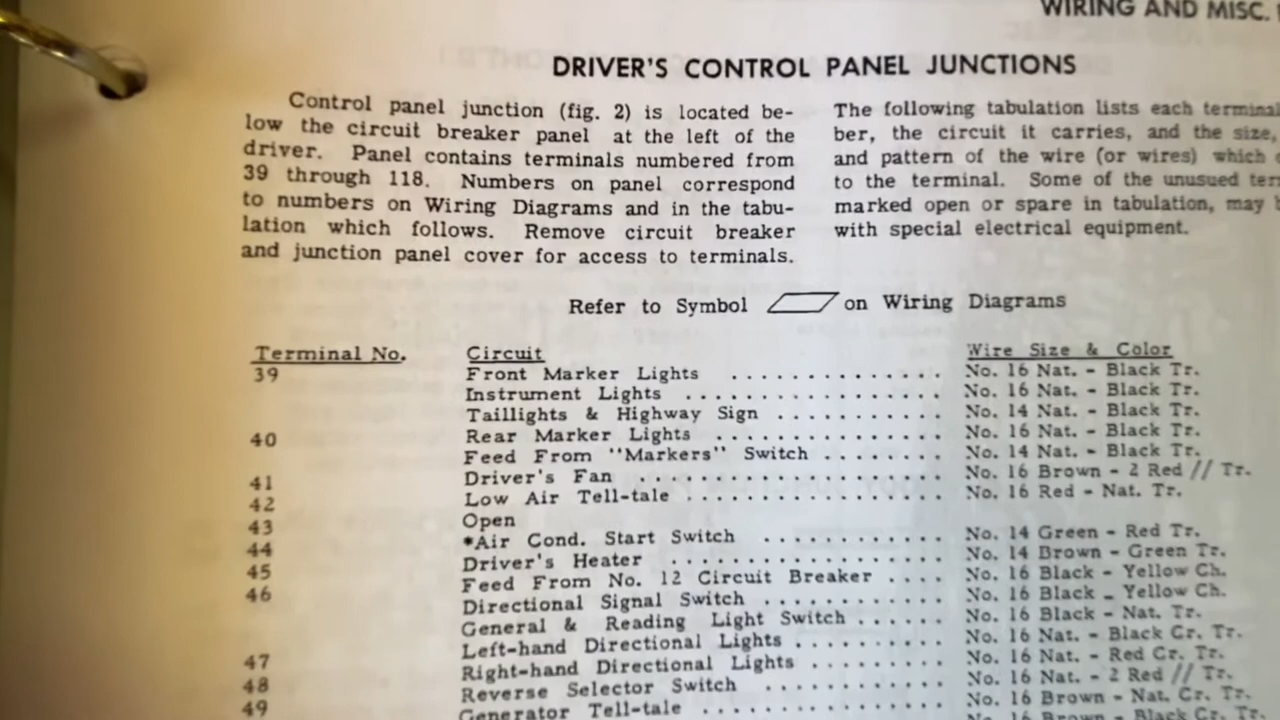 WIRING AND MISC.
DRIVER'S CONTROL PANEL JUNCTIONS
Control panel junction (fig. 2) is located be-
low the circuit breaker panel at the left of the
driver. Panel contains terminals numbered from
39 through 118. Numbers on panel correspond
to numbers on Wiring Diagrams and in the tabu-
lation which follows. Remove circuit breaker
and junction panel cover for access to terminals.
The following tabulation lists each terminal
ber, the circuit it carries, and the size,
and pattern of the wire (or wires) which
to the terminal. Some of the unusued
marked open or spare in tabulation, may
with special electrical equipment.
Refer to Symbol on Wiring Diagrams
Terminal No. Circuit Wire Size & Color
39 Front Marker Lights .............. No. 16 Nat. - Black Tr.
Instrument Lights ................. No. 16 Nat. - Black Tr.
Taillights & Highway Sign ............ No. 14 Nat. - Black Tr.
40 Rear Marker Lights ............... No. 16 Nat. - Black Tr.
Feed From "Markers" Switch ........ No. 14 Nat. - Black Tr.
41 Driver's Fan .................... No. 16 Brown - 2 Red // Tr.
42 Low Air Tell-tale ................. No. 16 Red - Nat. Tr.
43 Open
44 *Air Cond. Start Switch ............ No. 14 Green - Red Tr.
45 Driver's Heater .................. No. 14 Brown - Green Tr.
46 Feed From No. 12 Circuit Breaker .... No. 16 Black - Yellow Ch.
Directional Signal Switch ............ No. 16 Black - Yellow Ch.
General & Reading Light Switch ...... No. 16 Black - Nat. Tr.
47 Left-hand Directional Lights .......... No. 16 Nat. - Black Cr. Tr.
48 Right-hand Directional Lights ......... No. 16 Nat. - Red Cr. Tr.
49 Reverse Selector Switch ............ No. 16 Nat. - 2 Red // Tr.
Generator Tell-tale ................ No. 16 Brown - Nat. Cr. Tr.
No. 16 Brown - Black Cr. Tr.